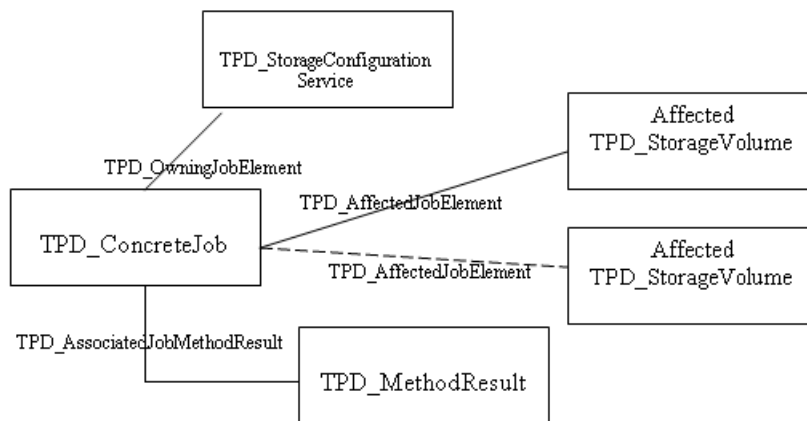 TPD_StorageConfiguration
Service
Affected
TPD_StorageVolume
TPD_OwningJobElement
TPD_AffectedJobElement
TPD_ConcreteJob
Affected
TPD_StorageVolume
TPD_AffectedJobElement
TPD_AssociatedJobMethodResult
TPD_MethodResult